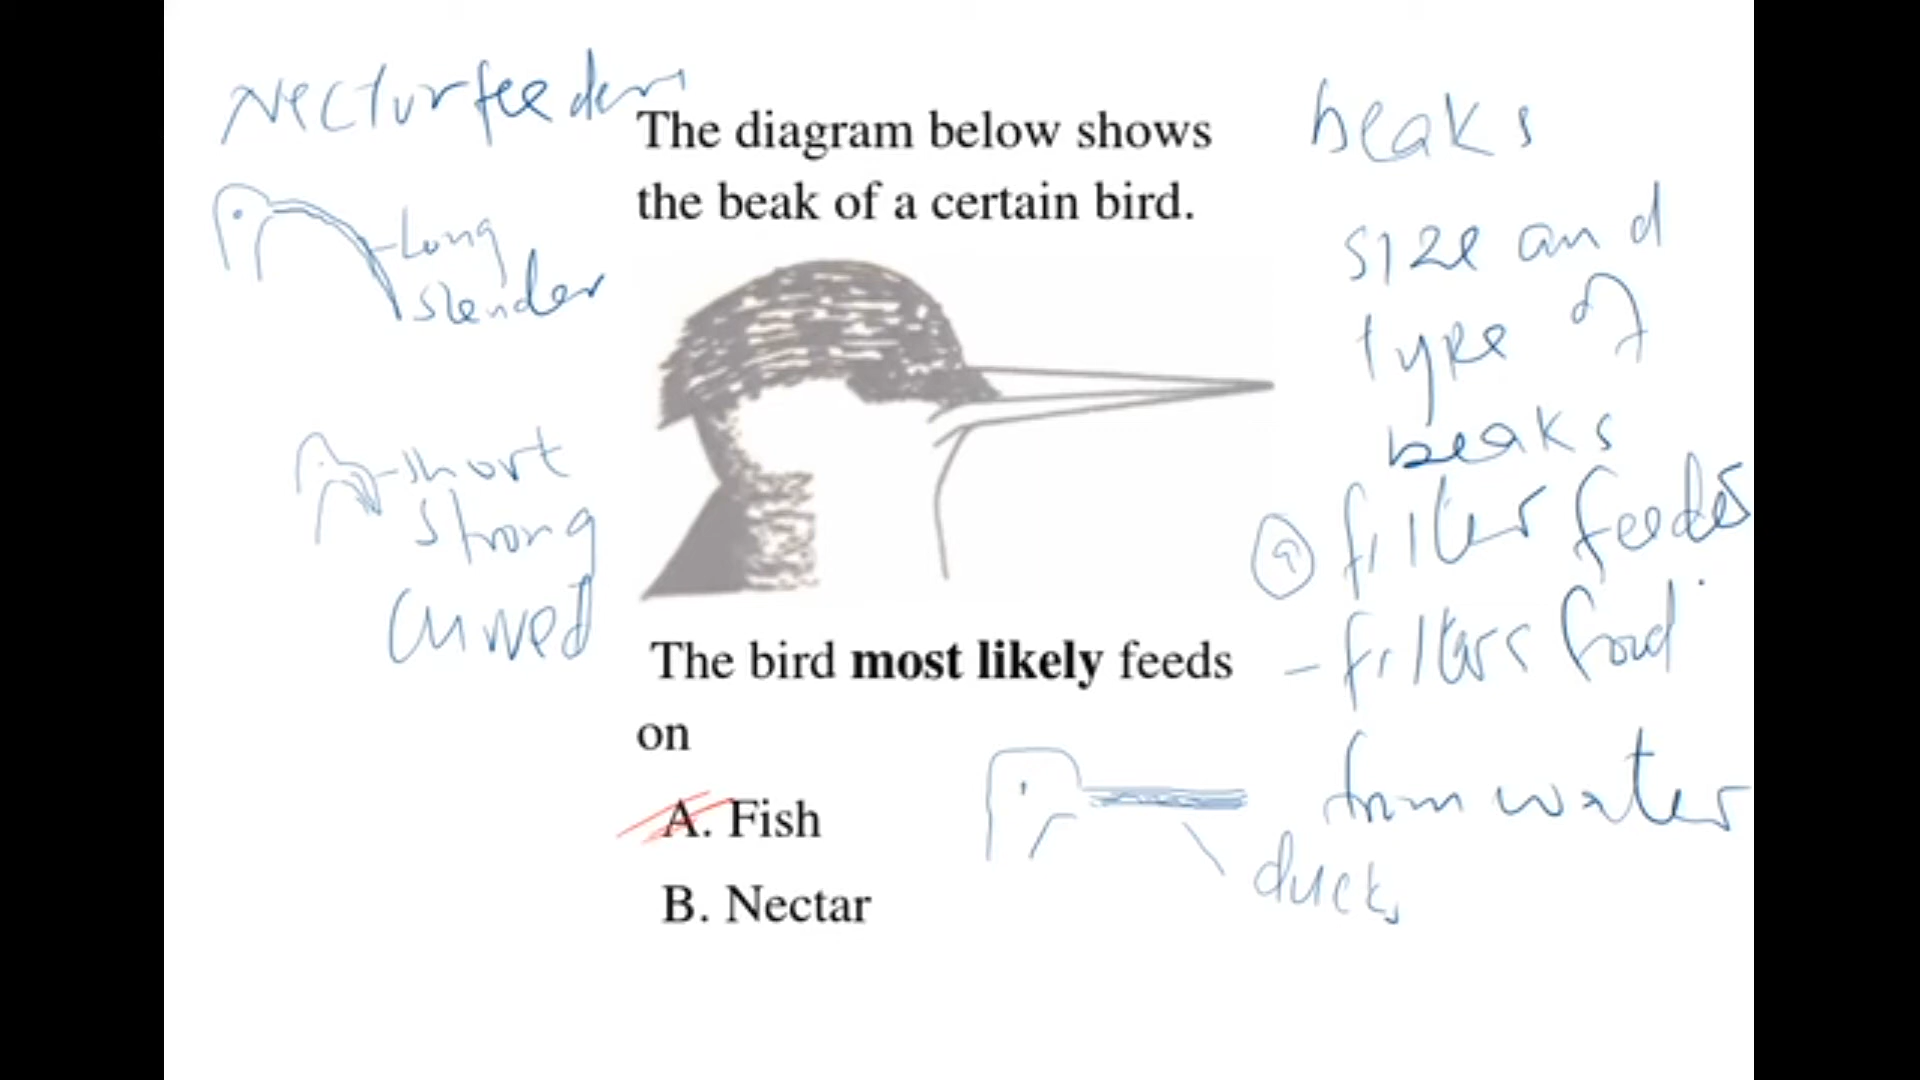 Necturfeeders
The diagram below shows
the beak of a certain bird.
long
slender
short
strong
curved
beaks
size and
type of
beaks
filter feeders
- filters food
from water
ducks
The bird most likely feeds
on
A. Fish
B. Nectar